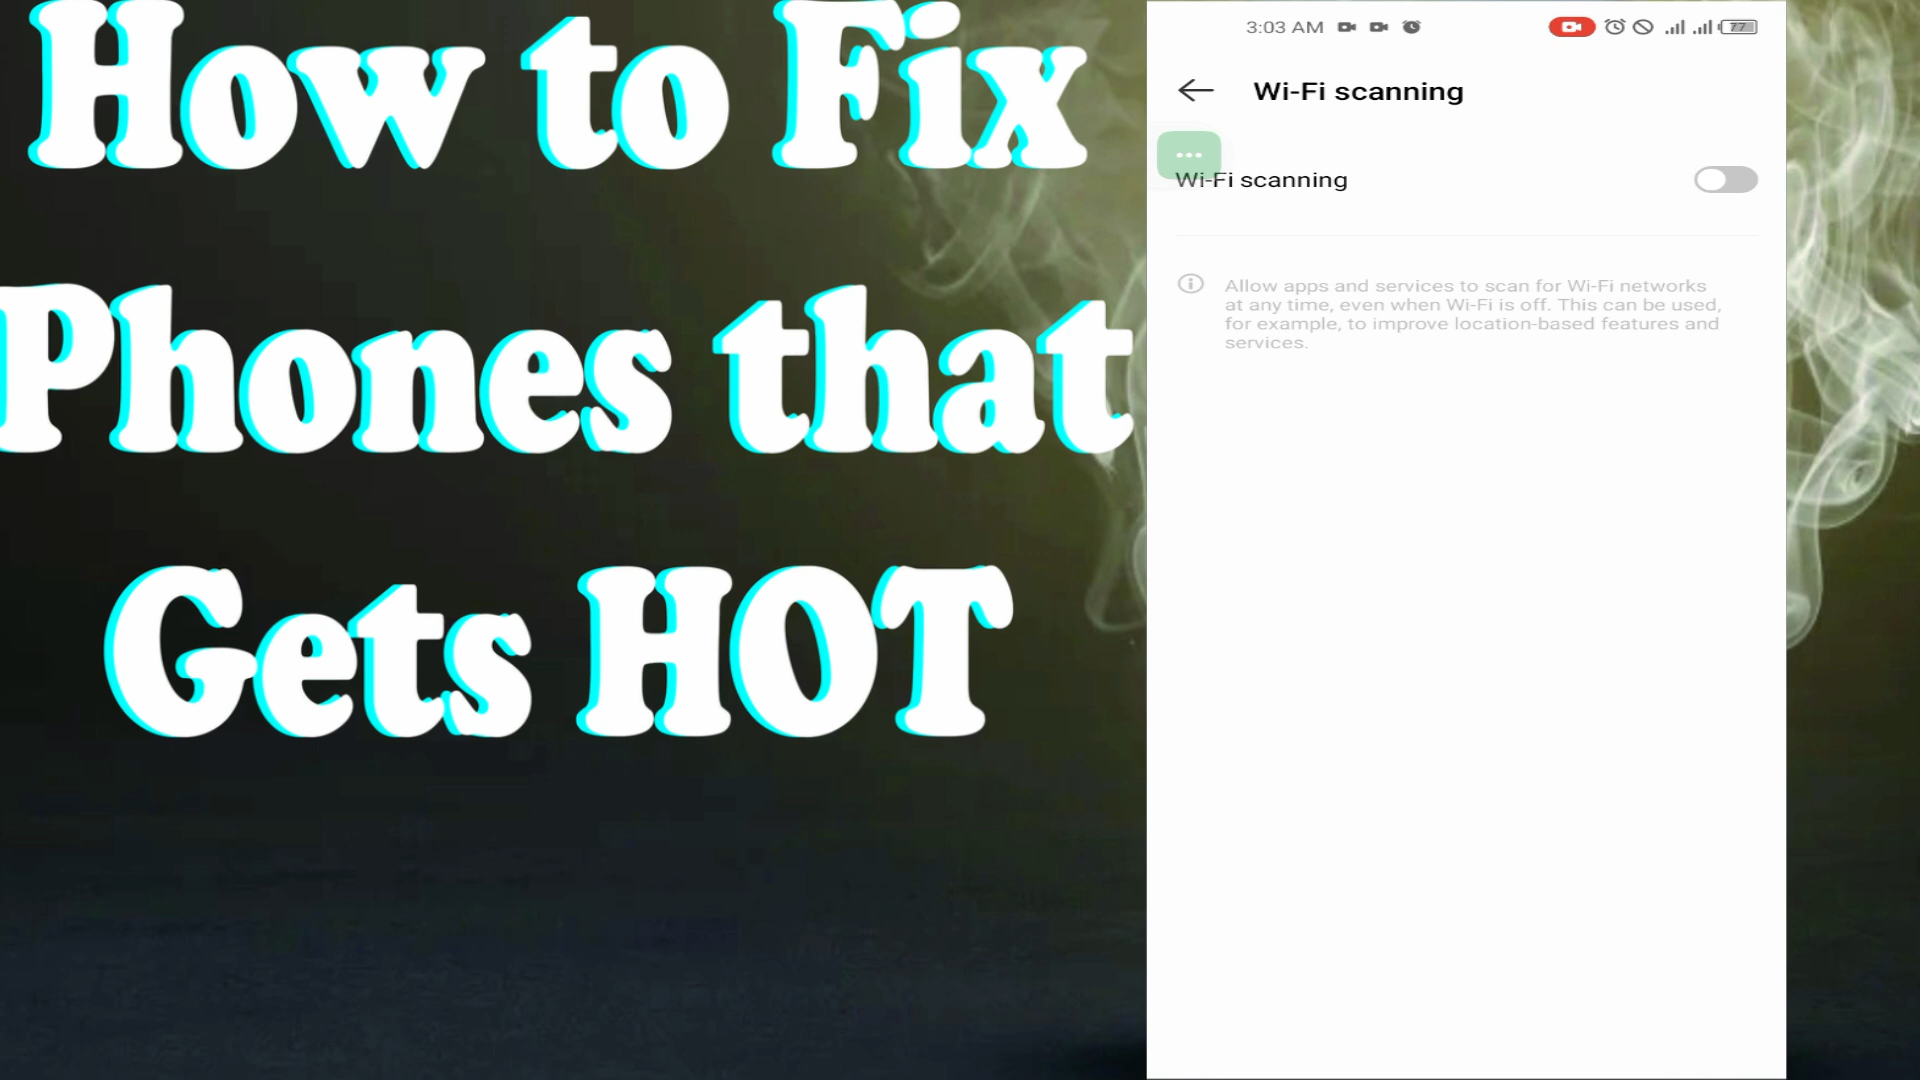 How to Fix
Phones that
Gets HOT
3:03 AM
77
Wi-Fi scanning
Wi-Fi scanning
Allow apps and services to scan for Wi-Fi networks
at any time, even when Wi-Fi is off. This can be used,
for example, to improve location-based features and
services.